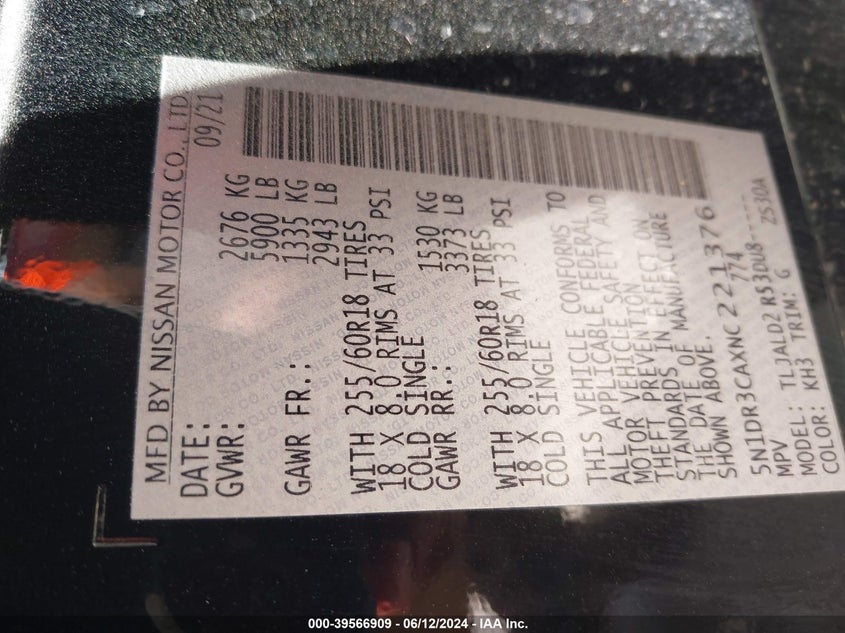 MFD BY NISSAN MOTOR CO., LTD
DATE: 09/21
GVWR: 2676 KG
5900 LB
GAWR FR.: 1335 KG
2943 LB
WITH 255/60R18 TIRES
18 X 8.0 RIMS AT 33 PSI
COLD SINGLE
GAWR RR.: 1530 KG
3373 LB
WITH 255/60R18 TIRES
18 X 8.0 RIMS AT 33 PSI
COLD SINGLE
THIS VEHICLE CONFORMS TO
ALL APPLICABLE FEDERAL
MOTOR VEHICLE SAFETY AND
THEFT PREVENTION
STANDARDS IN EFFECT ON
THE DATE OF MANUFACTURE
SHOWN ABOVE.
5N1DR3CAXNC221376
MPV 774
MODEL: TLJALD2 R53DU8-----
COLOR: KH3 TRIM: G 2S30A
000-39566909 - 06/12/2024 - IAA Inc.